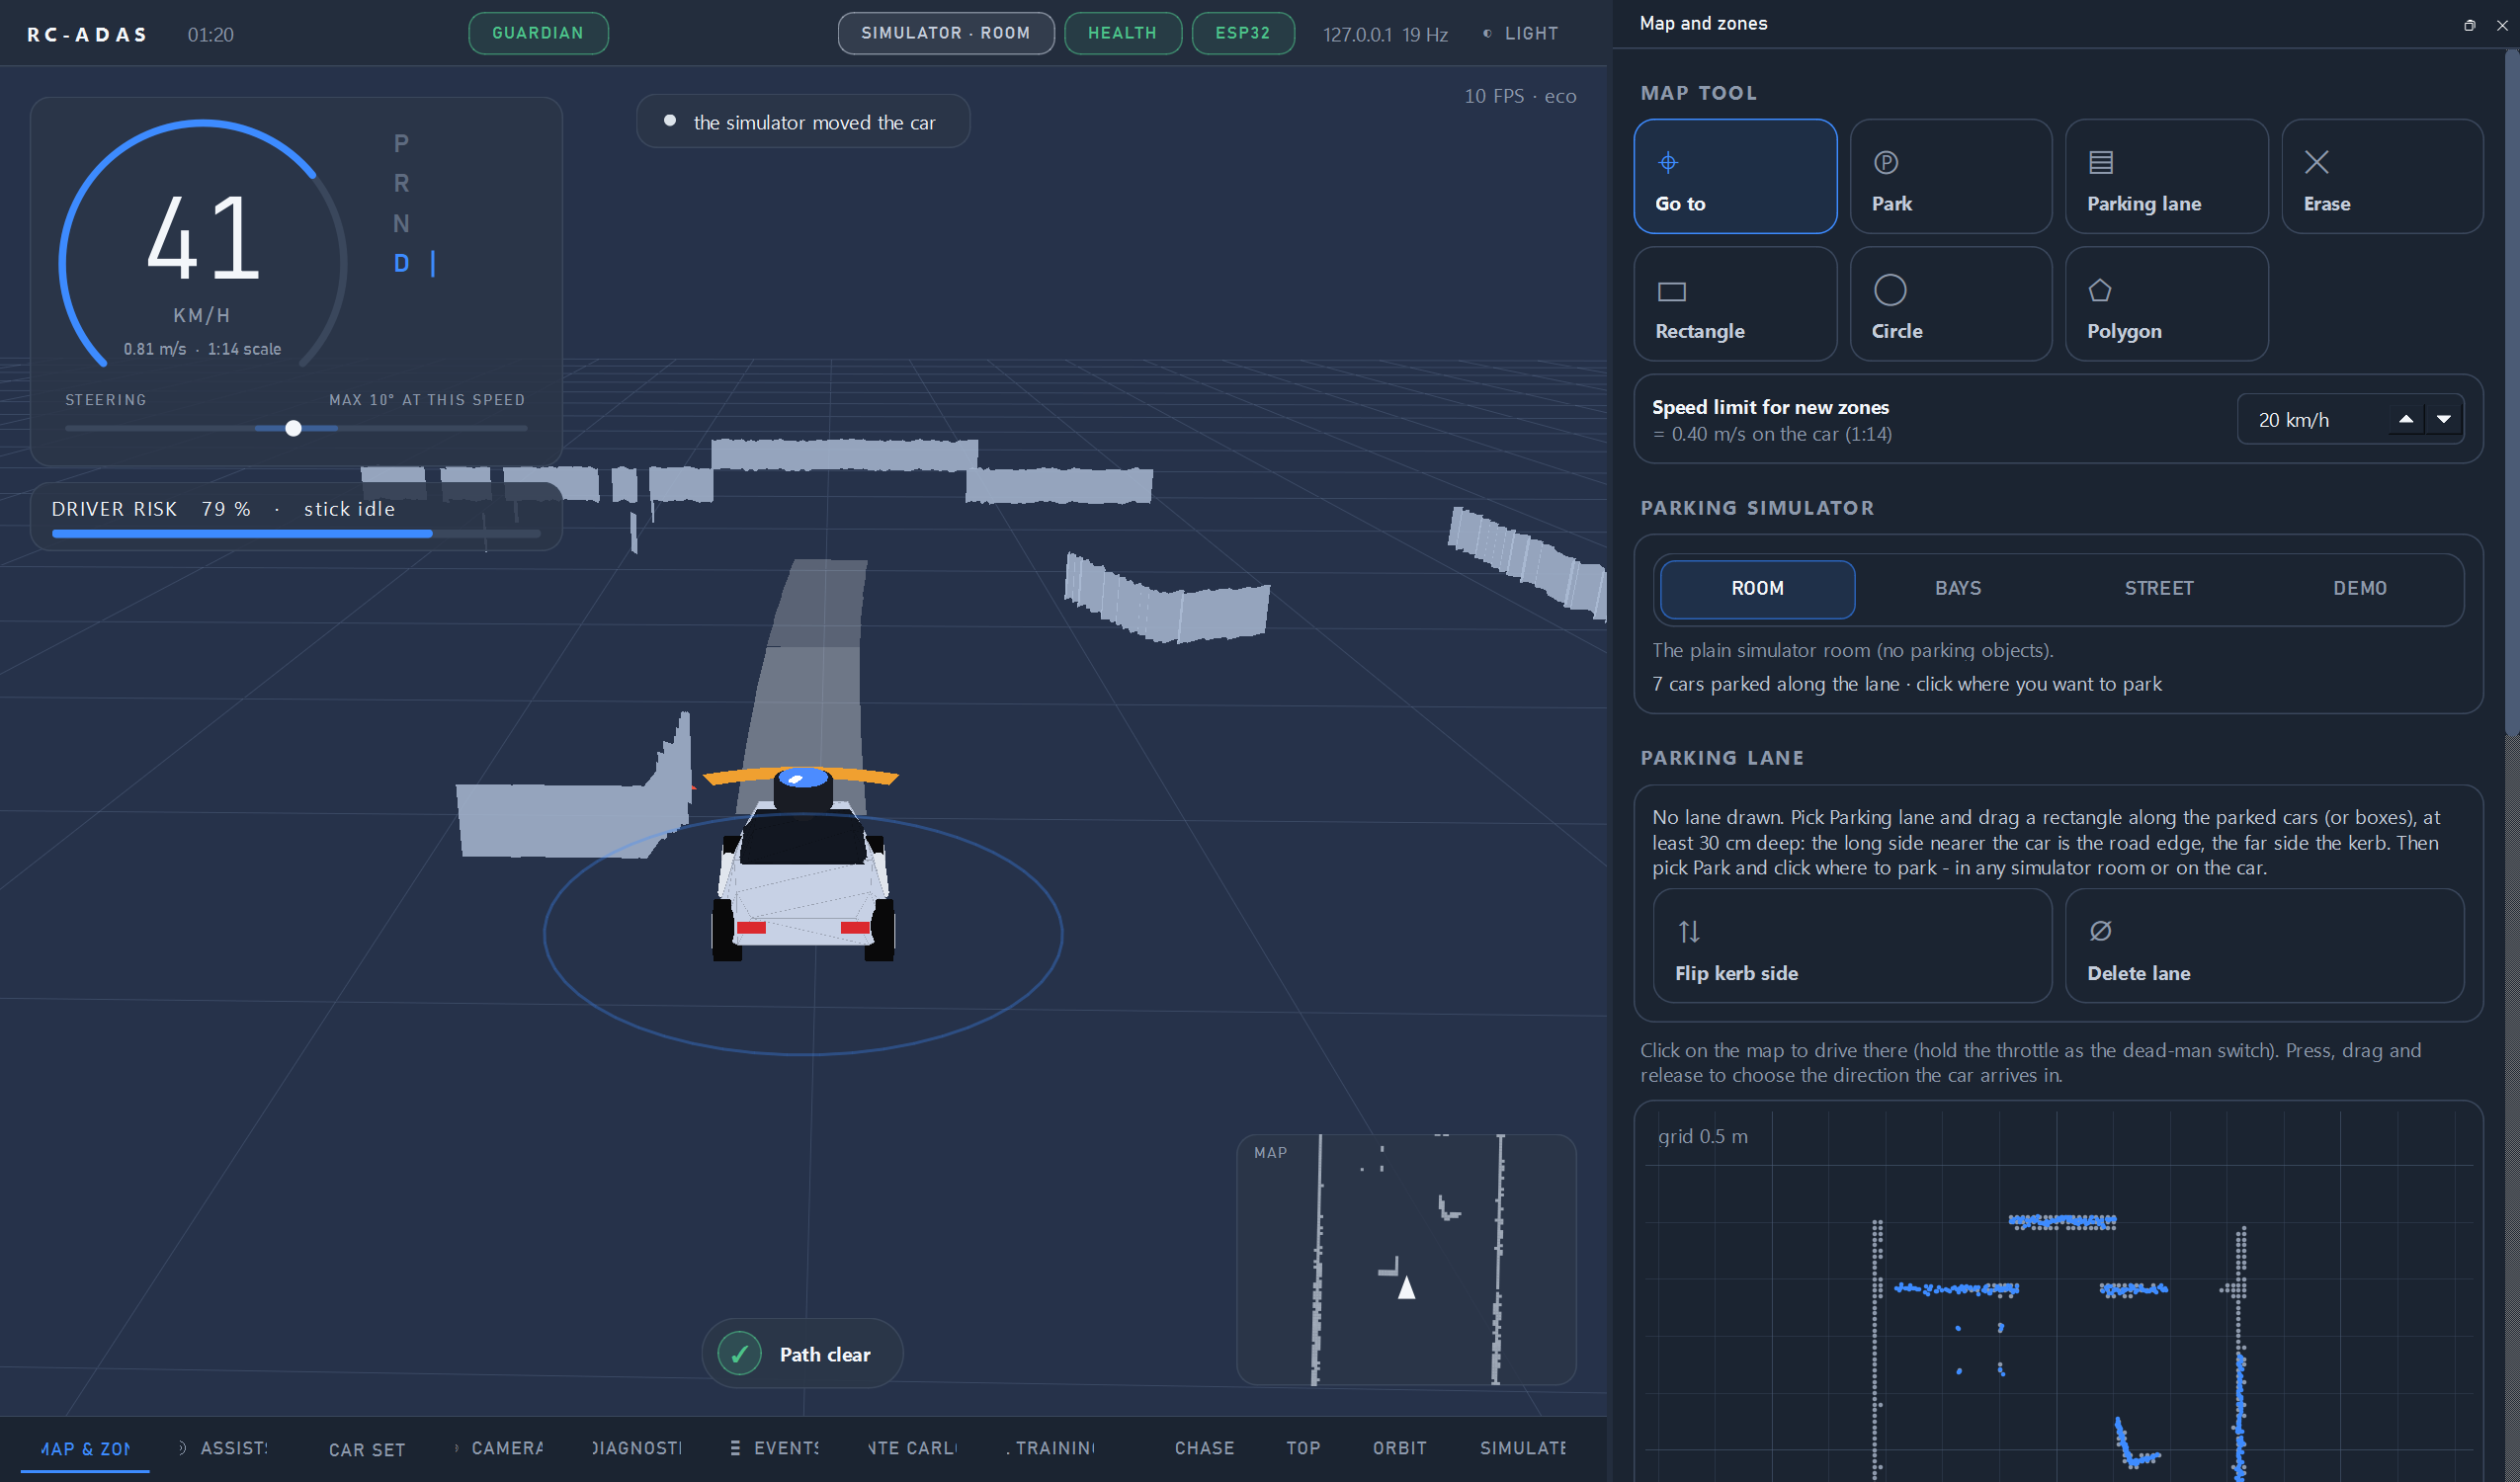 RC-ADAS 01:20 GUARDIAN SIMULATOR · ROOM HEALTH ESP32 127.0.0.1 19 Hz LIGHT
10 FPS · eco
the simulator moved the car
P
R
N
D
41
KM/H
0.81 m/s · 1:14 scale
STEERING MAX 10° AT THIS SPEED
DRIVER RISK 79 % · stick idle
MAP
Path clear
MAP & ZON ASSIST CAR SET CAMERA DIAGNOSTI EVENTS NTE CARL TRAINING CHASE TOP ORBIT SIMULATE
Map and zones
MAP TOOL
Go to Park Parking lane Erase
Rectangle Circle Polygon
Speed limit for new zones
= 0.40 m/s on the car (1:14)
20 km/h
PARKING SIMULATOR
ROOM BAYS STREET DEMO
The plain simulator room (no parking objects).
7 cars parked along the lane · click where you want to park
PARKING LANE
No lane drawn. Pick Parking lane and drag a rectangle along the parked cars (or boxes), at
least 30 cm deep: the long side nearer the car is the road edge, the far side the kerb. Then
pick Park and click where to park - in any simulator room or on the car.
Flip kerb side Delete lane
Click on the map to drive there (hold the throttle as the dead-man switch). Press, drag and
release to choose the direction the car arrives in.
grid 0.5 m